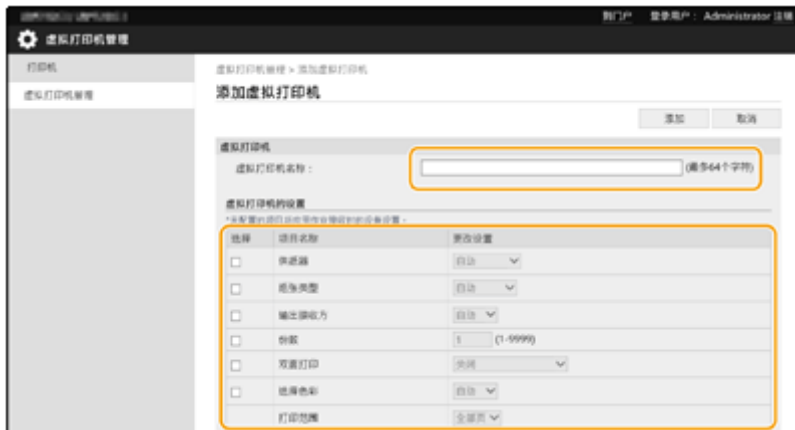 到门户 登录用户： Administrator 注销
虚拟打印机管理
打印机
虚拟打印机管理
虚拟打印机管理 > 添加虚拟打印机
添加虚拟打印机
添加 取消
虚拟打印机
虚拟打印机名称： (最多64个字符)
虚拟打印机的设置
选择 项目名称 更改设置
供纸器 自动
纸张类型 自动
输出接收方 自动
份数 1 (1-9999)
双面打印 关闭
选择色彩 自动
打印范围 全部页